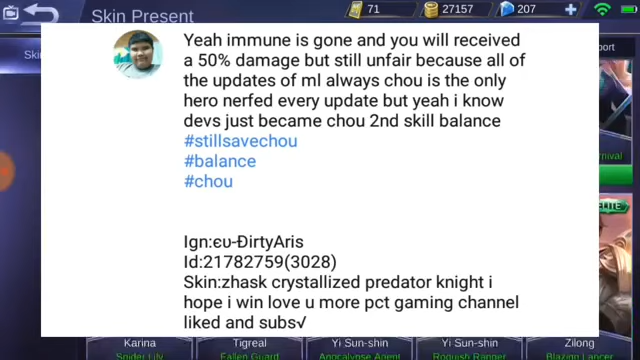 Skin Present
71
27157
207
Yeah immune is gone and you will received
a 50% damage but still unfair because all of
the updates of ml always chou is the only
hero nerfed every update but yeah i know
devs just became chou 2nd skill balance
#stillsavechou
#balance
#chou
Ign:єυ-ĐirtyAris
Id:21782759(3028)
Skin:zhask crystallized predator knight i
hope i win love u more pct gaming channel
liked and subs√
ELITE
Karina
Tigreal
Yi Sun-shin
Yi Sun-shin
Zilong
Spider Lily
Fallen Guard
Apocalypse Agent
Roguish Ranger
Blazen Lancer